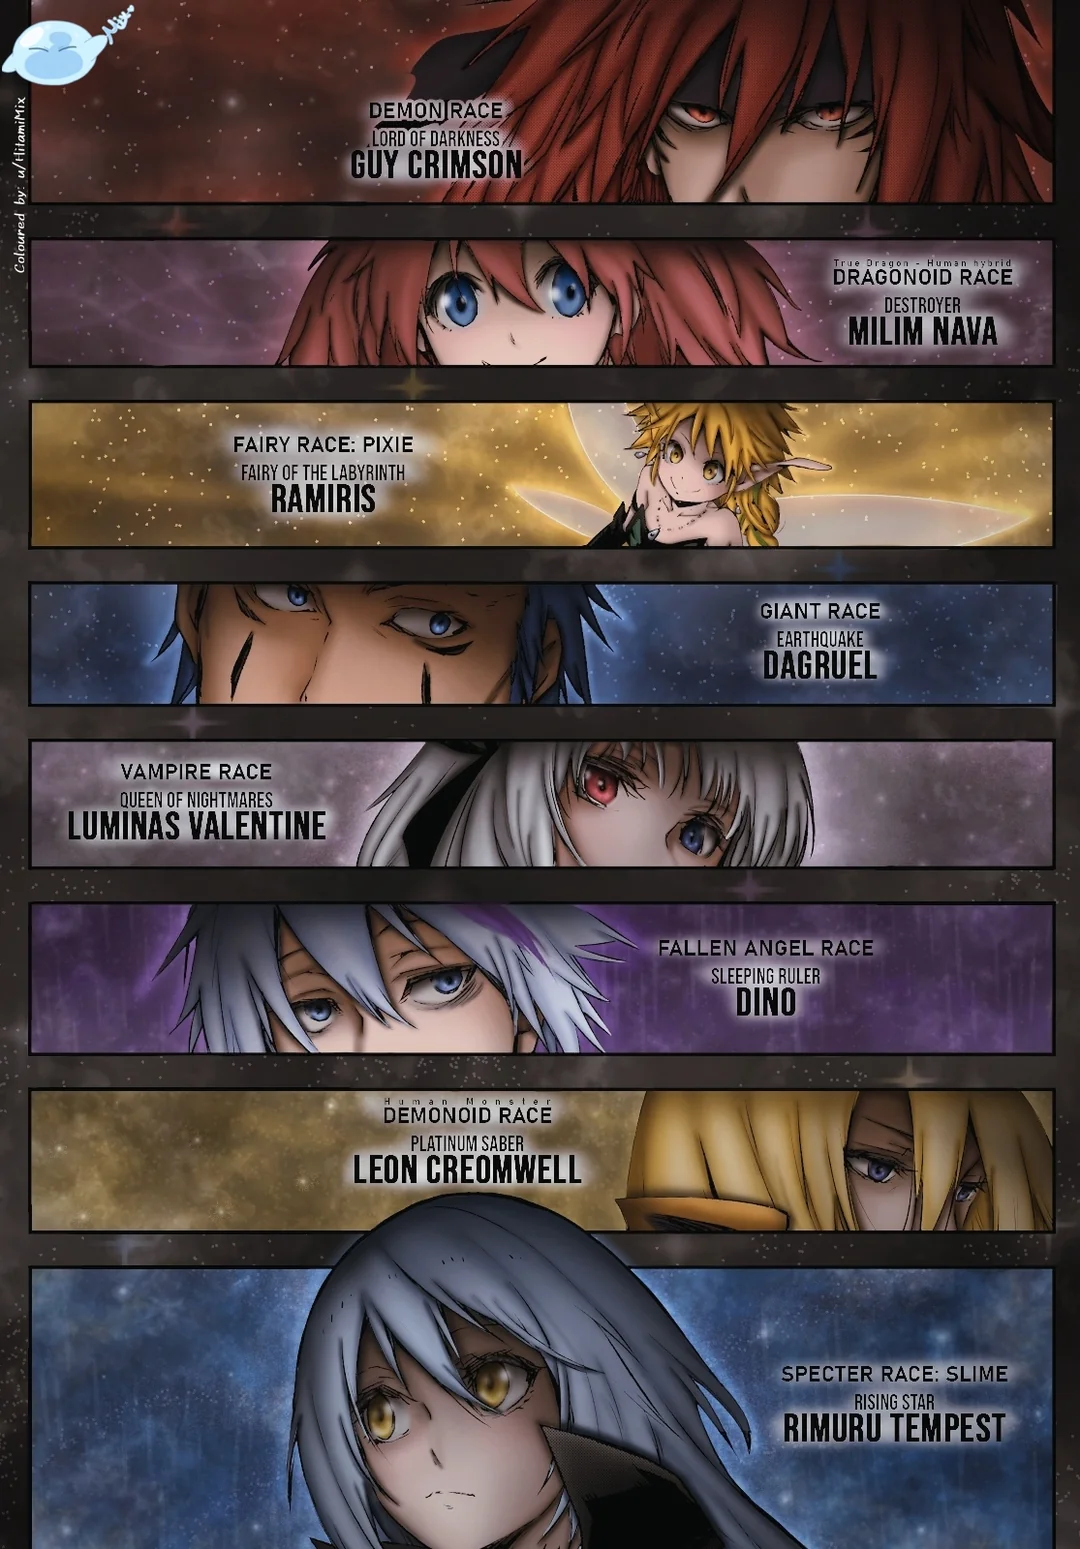 Mix
Coloured by: u/HitamiMix
DEMON RACE
LORD OF DARKNESS
GUY CRIMSON
True Dragon - Human hybrid
DRAGONOID RACE
DESTROYER
MILIM NAVA
FAIRY RACE: PIXIE
FAIRY OF THE LABYRINTH
RAMIRIS
GIANT RACE
EARTHQUAKE
DAGRUEL
VAMPIRE RACE
QUEEN OF NIGHTMARES
LUMINAS VALENTINE
FALLEN ANGEL RACE
SLEEPING RULER
DINO
Human Monster
DEMONOID RACE
PLATINUM SABER
LEON CREOMWELL
SPECTER RACE: SLIME
RISING STAR
RIMURU TEMPEST